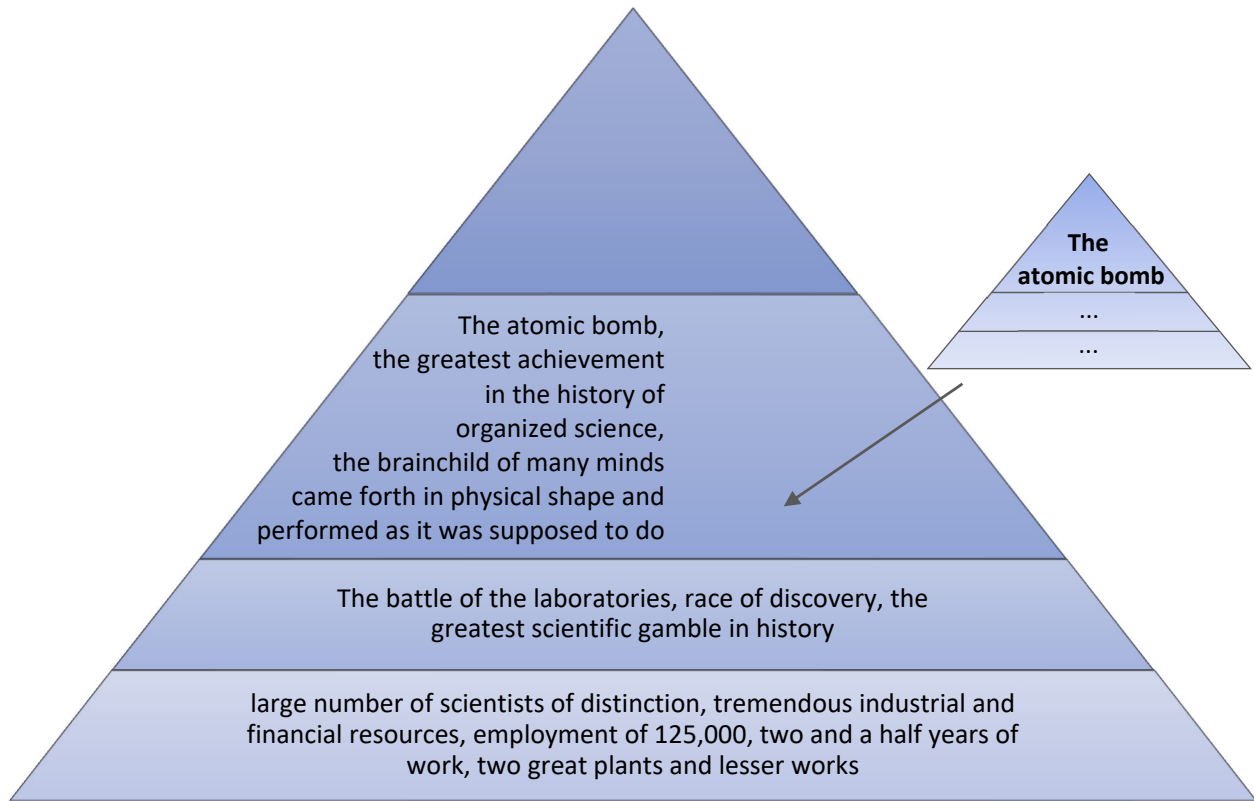 The
atomic bomb
...
...
The atomic bomb,
the greatest achievement
in the history of
organized science,
the brainchild of many minds
came forth in physical shape and
performed as it was supposed to do
The battle of the laboratories, race of discovery, the
greatest scientific gamble in history
large number of scientists of distinction, tremendous industrial and
financial resources, employment of 125,000, two and a half years of
work, two great plants and lesser works